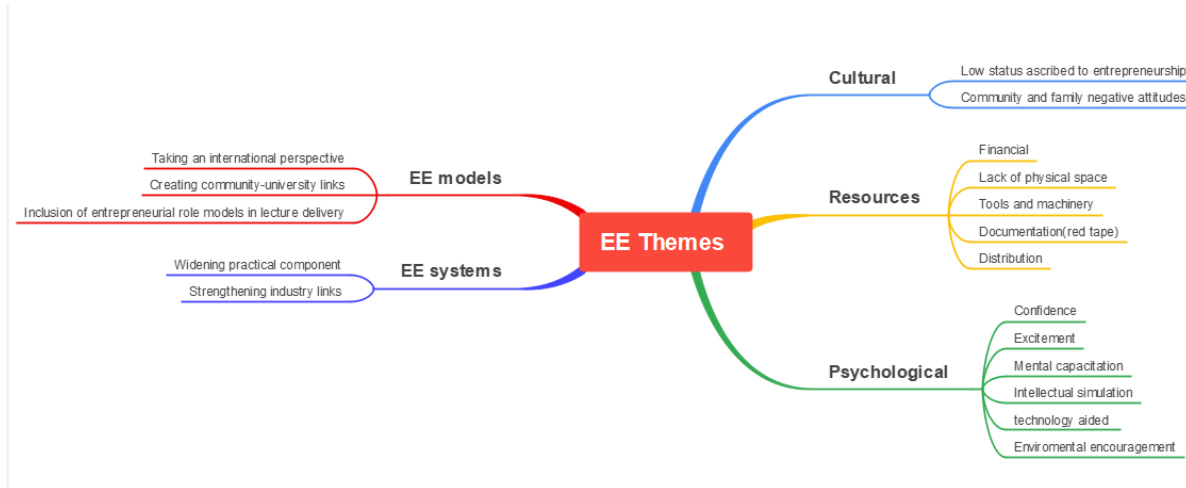 EE Themes
Cultural
Low status ascribed to entrepreneurship
Community and family negative attitudes
Resources
Financial
Lack of physical space
Tools and machinery
Documentation(red tape)
Distribution
Psychological
Confidence
Excitement
Mental capacitation
Intellectual simulation
technology aided
Enviromental encouragement
EE models
Taking an international perspective
Creating community-university links
Inclusion of entrepreneurial role models in lecture delivery
EE systems
Widening practical component
Strengthening industry links